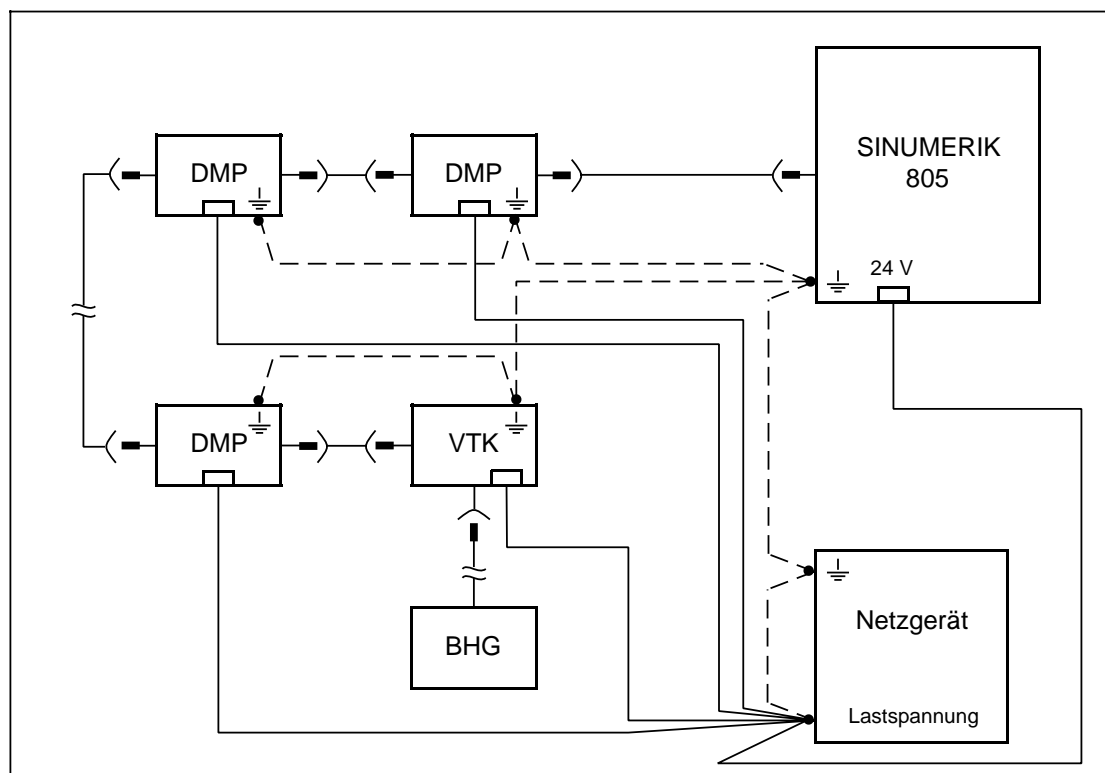 DMP
DMP
SINUMERIK
805
24 V
DMP
VTK
BHG
Netzgerät
Lastspannung